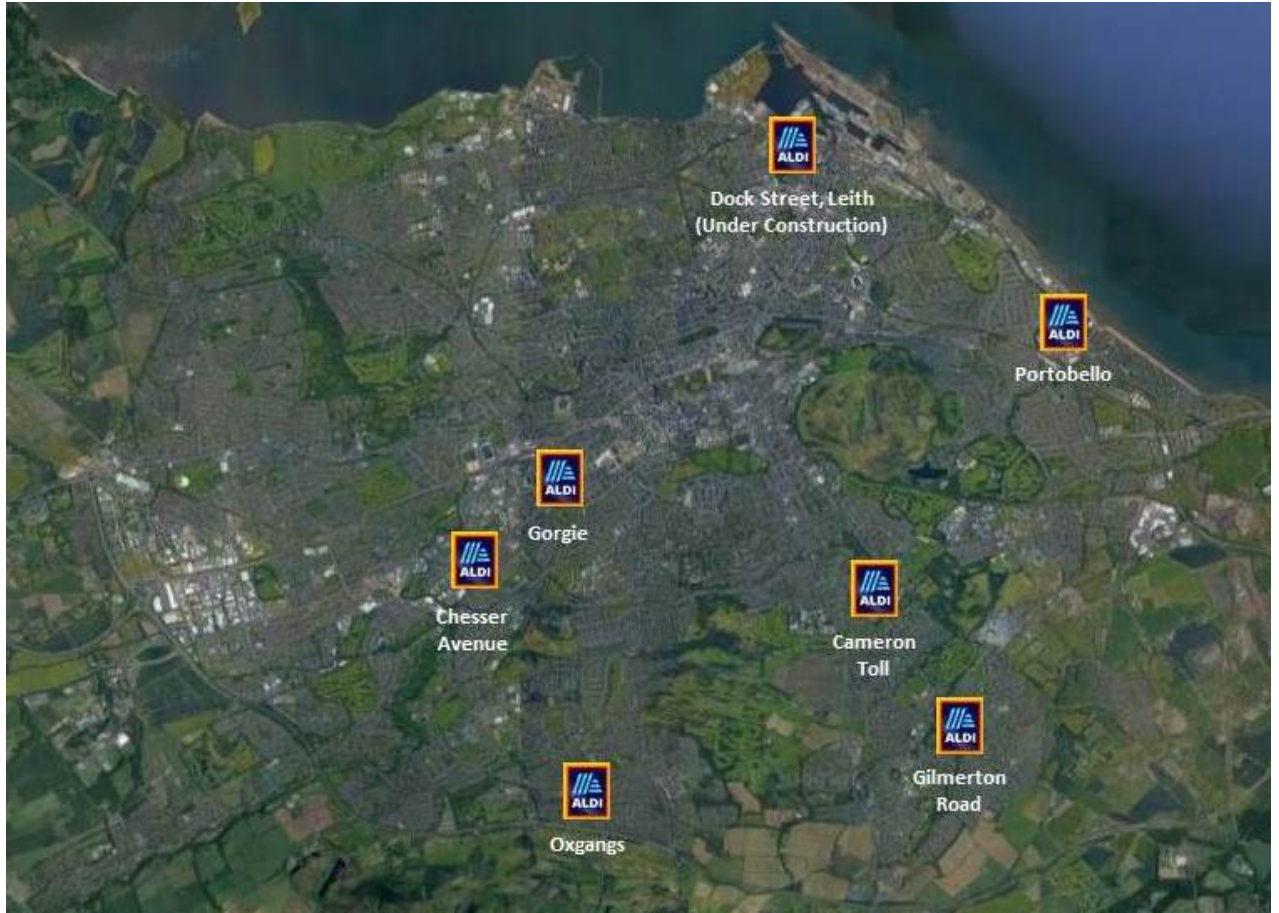 ALDI
Dock Street, Leith
(Under Construction)
ALDI
Portobello
ALDI
Gorgie
ALDI
Chesser
Avenue
ALDI
Cameron
Toll
ALDI
Gilmerton
Road
ALDI
Oxgangs